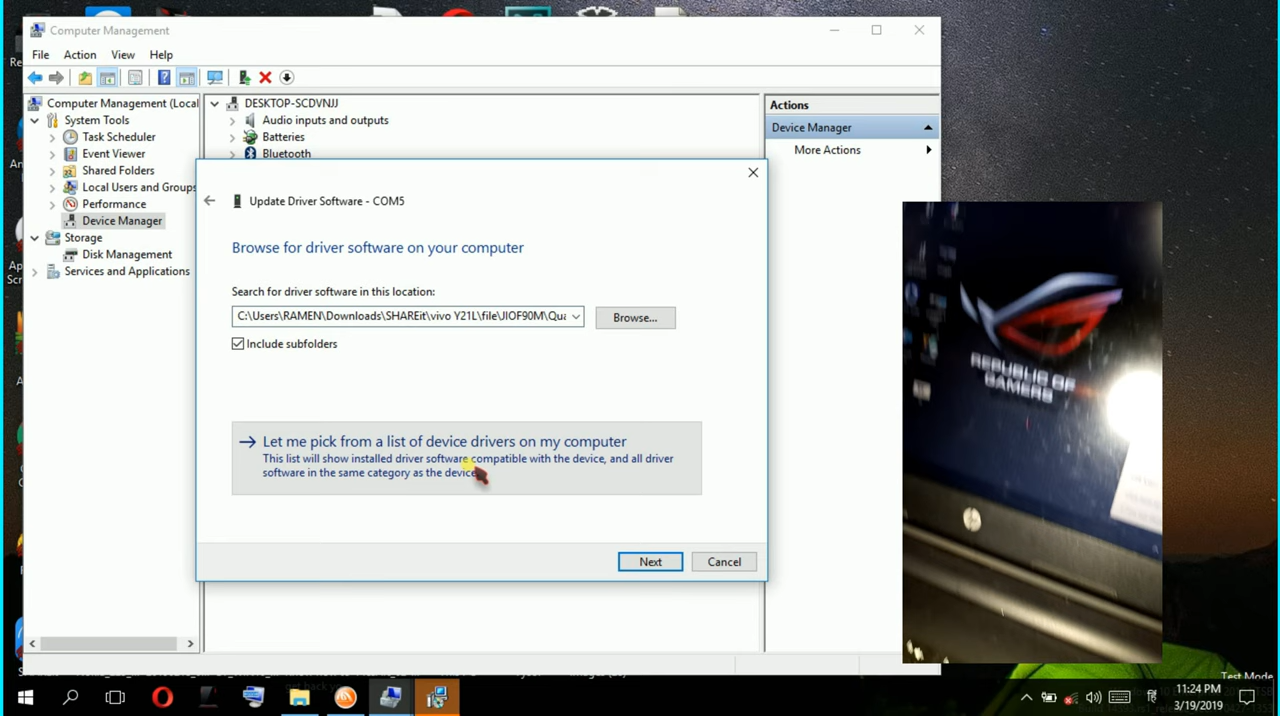 Computer Management
File Action View Help
Computer Management (Local
System Tools
Task Scheduler
Event Viewer
Shared Folders
Local Users and Groups
Performance
Device Manager
Storage
Disk Management
Services and Applications
DESKTOP-SCDVNJJ
Audio inputs and outputs
Batteries
Bluetooth
Actions
Device Manager
More Actions
Update Driver Software - COM5
Browse for driver software on your computer
Search for driver software in this location:
C:\Users\RAMEN\Downloads\SHAREit\vivo Y21L\file\JIOF90M\Qua
Browse...
Include subfolders
Let me pick from a list of device drivers on my computer
This list will show installed driver software compatible with the device, and all driver
software in the same category as the device.
Next Cancel
REPUBLIC OF
GAMERS
Test Mode
11:24 PM
3/19/2019